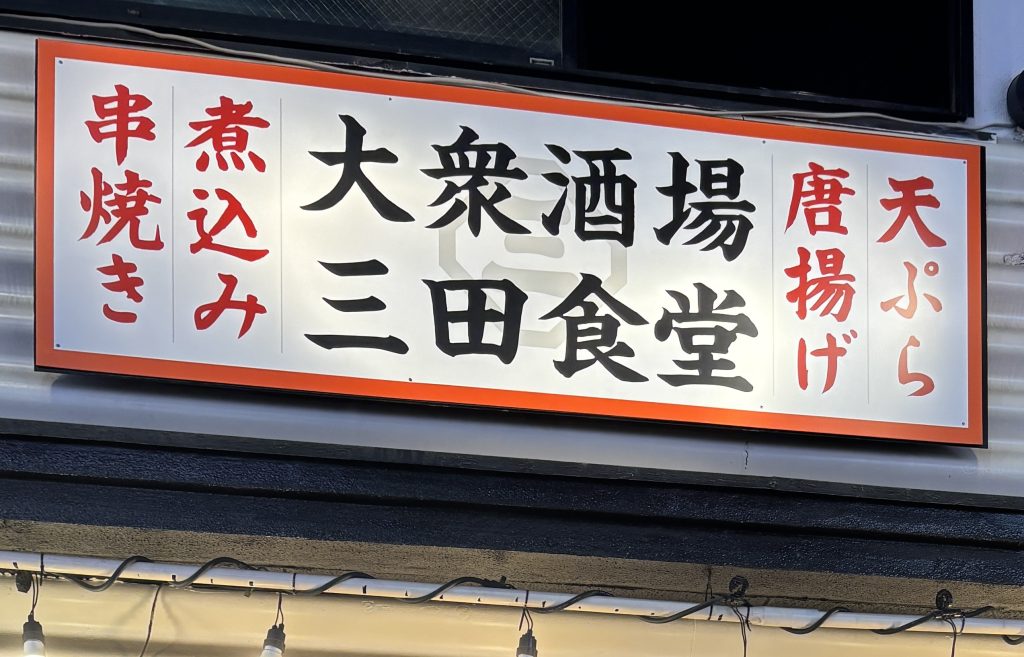 大衆酒場
三田食堂
天ぷら
唐揚げ
煮込み
串焼き